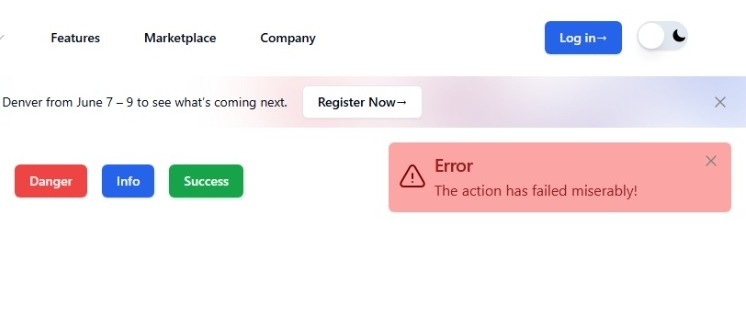 Features Marketplace Company Log in→
Denver from June 7 – 9 to see what's coming next. Register Now→
Danger Info Success
Error
The action has failed miserably!